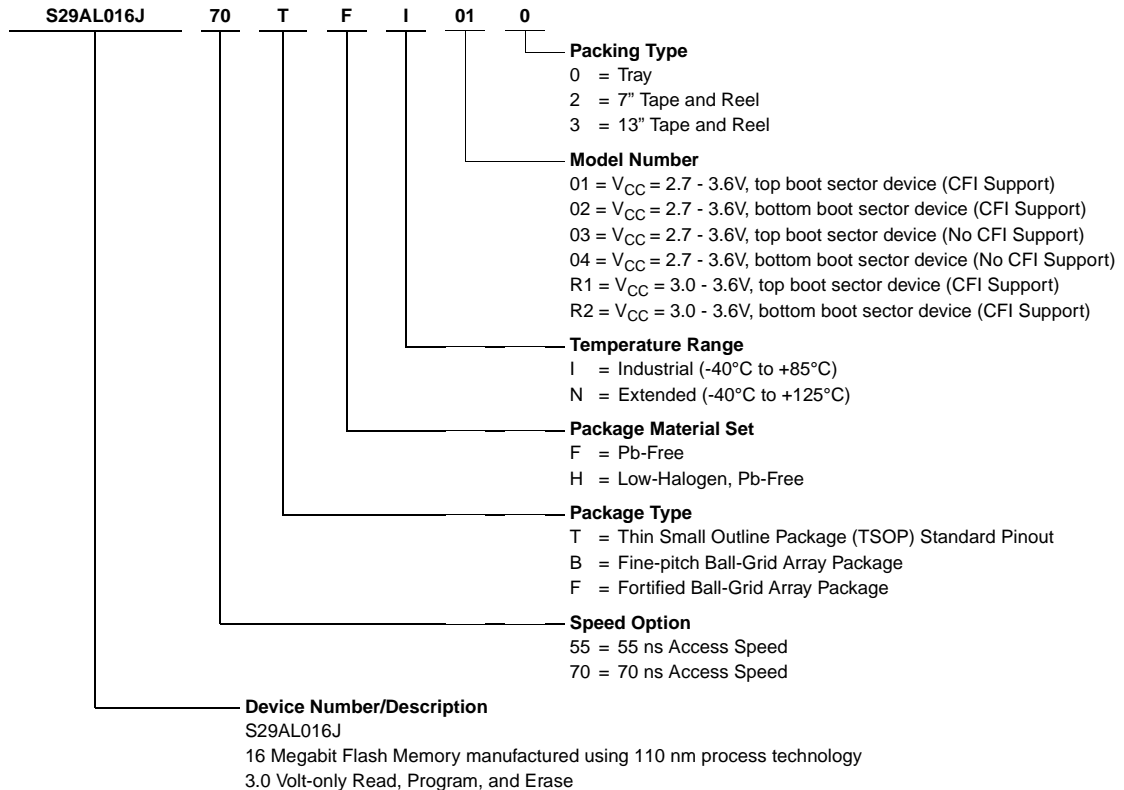 S29AL016J 70 T F I 01 0
Packing Type
0 = Tray
2 = 7” Tape and Reel
3 = 13” Tape and Reel
Model Number
01 = VCC = 2.7 - 3.6V, top boot sector device (CFI Support)
02 = VCC = 2.7 - 3.6V, bottom boot sector device (CFI Support)
03 = VCC = 2.7 - 3.6V, top boot sector device (No CFI Support)
04 = VCC = 2.7 - 3.6V, bottom boot sector device (No CFI Support)
R1 = VCC = 3.0 - 3.6V, top boot sector device (CFI Support)
R2 = VCC = 3.0 - 3.6V, bottom boot sector device (CFI Support)
Temperature Range
I = Industrial (-40°C to +85°C)
N = Extended (-40°C to +125°C)
Package Material Set
F = Pb-Free
H = Low-Halogen, Pb-Free
Package Type
T = Thin Small Outline Package (TSOP) Standard Pinout
B = Fine-pitch Ball-Grid Array Package
F = Fortified Ball-Grid Array Package
Speed Option
55 = 55 ns Access Speed
70 = 70 ns Access Speed
Device Number/Description
S29AL016J
16 Megabit Flash Memory manufactured using 110 nm process technology
3.0 Volt-only Read, Program, and Erase